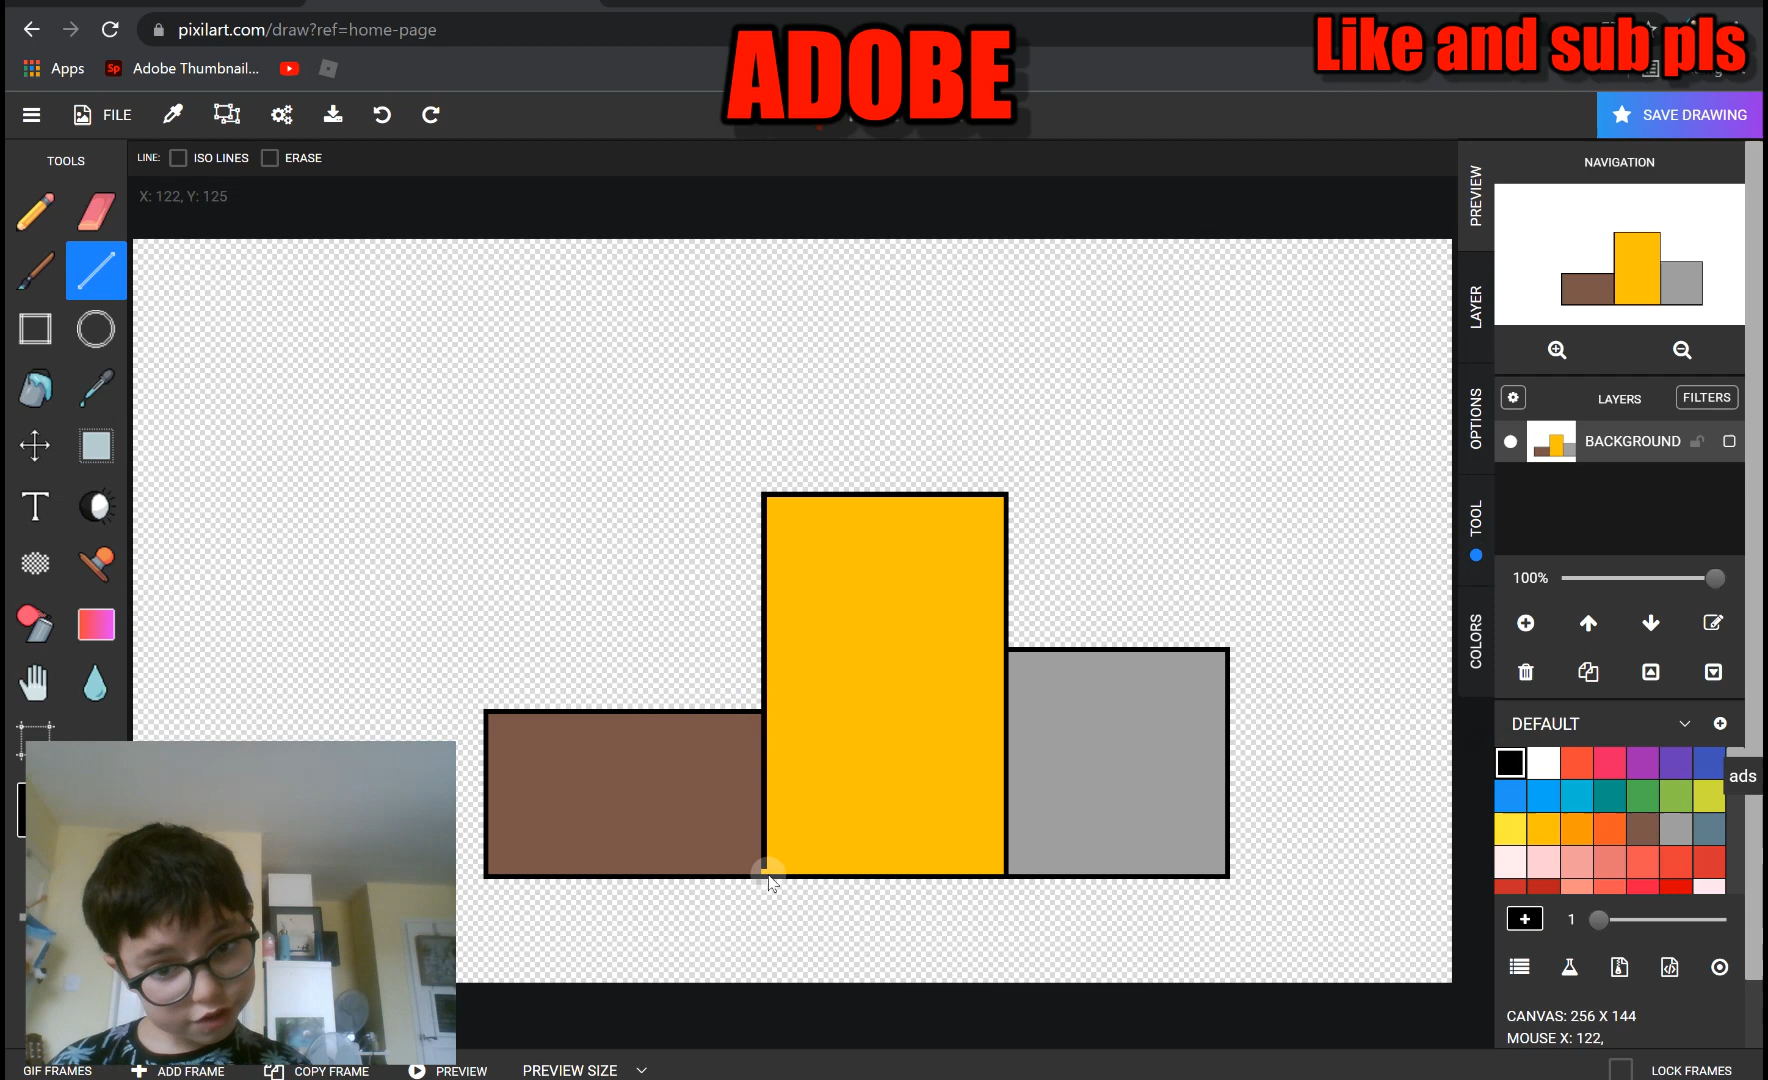 pixilart.com/draw?ref=home-page
ADOBE
Like and sub pls
Apps
Sp
Adobe Thumbnail...
FILE
SAVE DRAWING
TOOLS
LINE:
ISO LINES
ERASE
X: 122, Y: 125
PREVIEW
LAYER
OPTIONS
TOOL
COLORS
NAVIGATION
LAYERS
FILTERS
BACKGROUND
100%
DEFAULT
ads
1
CANVAS: 256 X 144
MOUSE X: 122,
GIF FRAMES
ADD FRAME
COPY FRAME
PREVIEW
PREVIEW SIZE
LOCK FRAMES